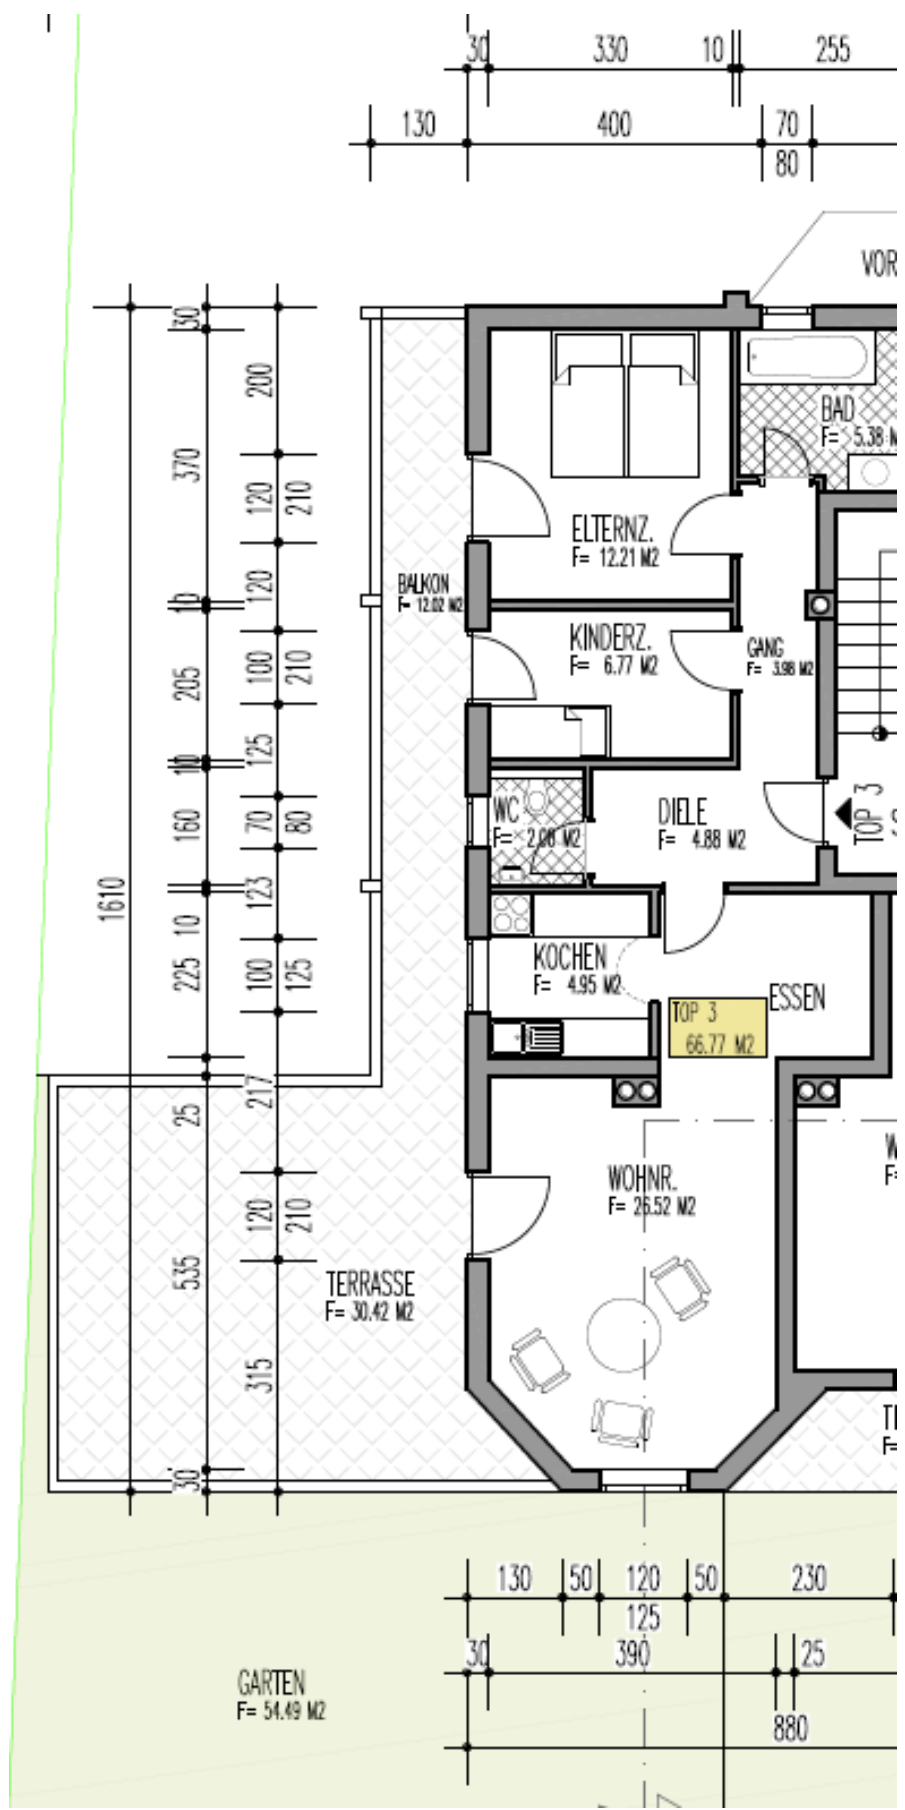 30 330 10 255
130 400 70
80
VOR
30
200
370
120 210
120
10
100 210
205
125
10
160 70 80
123
10
1610
225 100 125
217
25
120 210
535
315
30
BAD
F= 5.38 M
ELTERNZ.
F= 12.21 M2
BALKON
F= 12.02 M2
KINDERZ.
F= 6.77 M2
GANG
F= 3.98 M2
WC
F= 2.08 M2
DIELE
F= 4.88 M2
TOP 3
KOCHEN
F= 4.95 M2
ESSEN
TOP 3
66.77 M2
WOHNR.
F= 26.52 M2
W
F=
TERRASSE
F= 30.42 M2
TE
F=
130 50 120 50 230
125
30 390 25
880
GARTEN
F= 54.49 M2